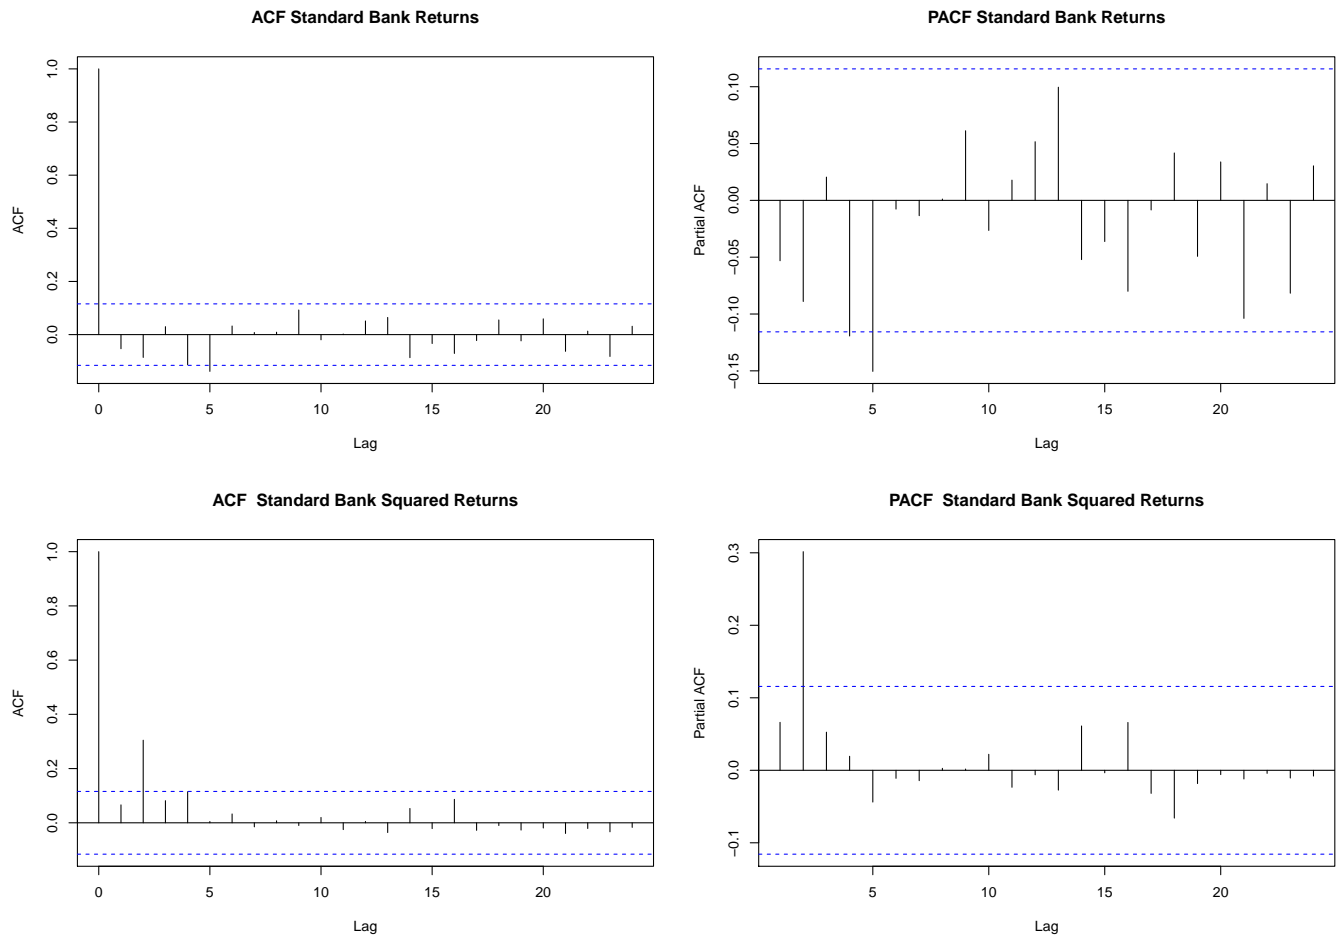 ACF Standard Bank Returns
ACF
1.0
0.8
0.6
0.4
0.2
0.0
0 5 10 15 20
Lag
PACF Standard Bank Returns
Partial ACF
0.10
0.05
0.00
−0.05
−0.10
−0.15
5 10 15 20
Lag
ACF  Standard Bank Squared Returns
ACF
1.0
0.8
0.6
0.4
0.2
0.0
0 5 10 15 20
Lag
PACF  Standard Bank Squared Returns
Partial ACF
0.3
0.2
0.1
0.0
−0.1
5 10 15 20
Lag